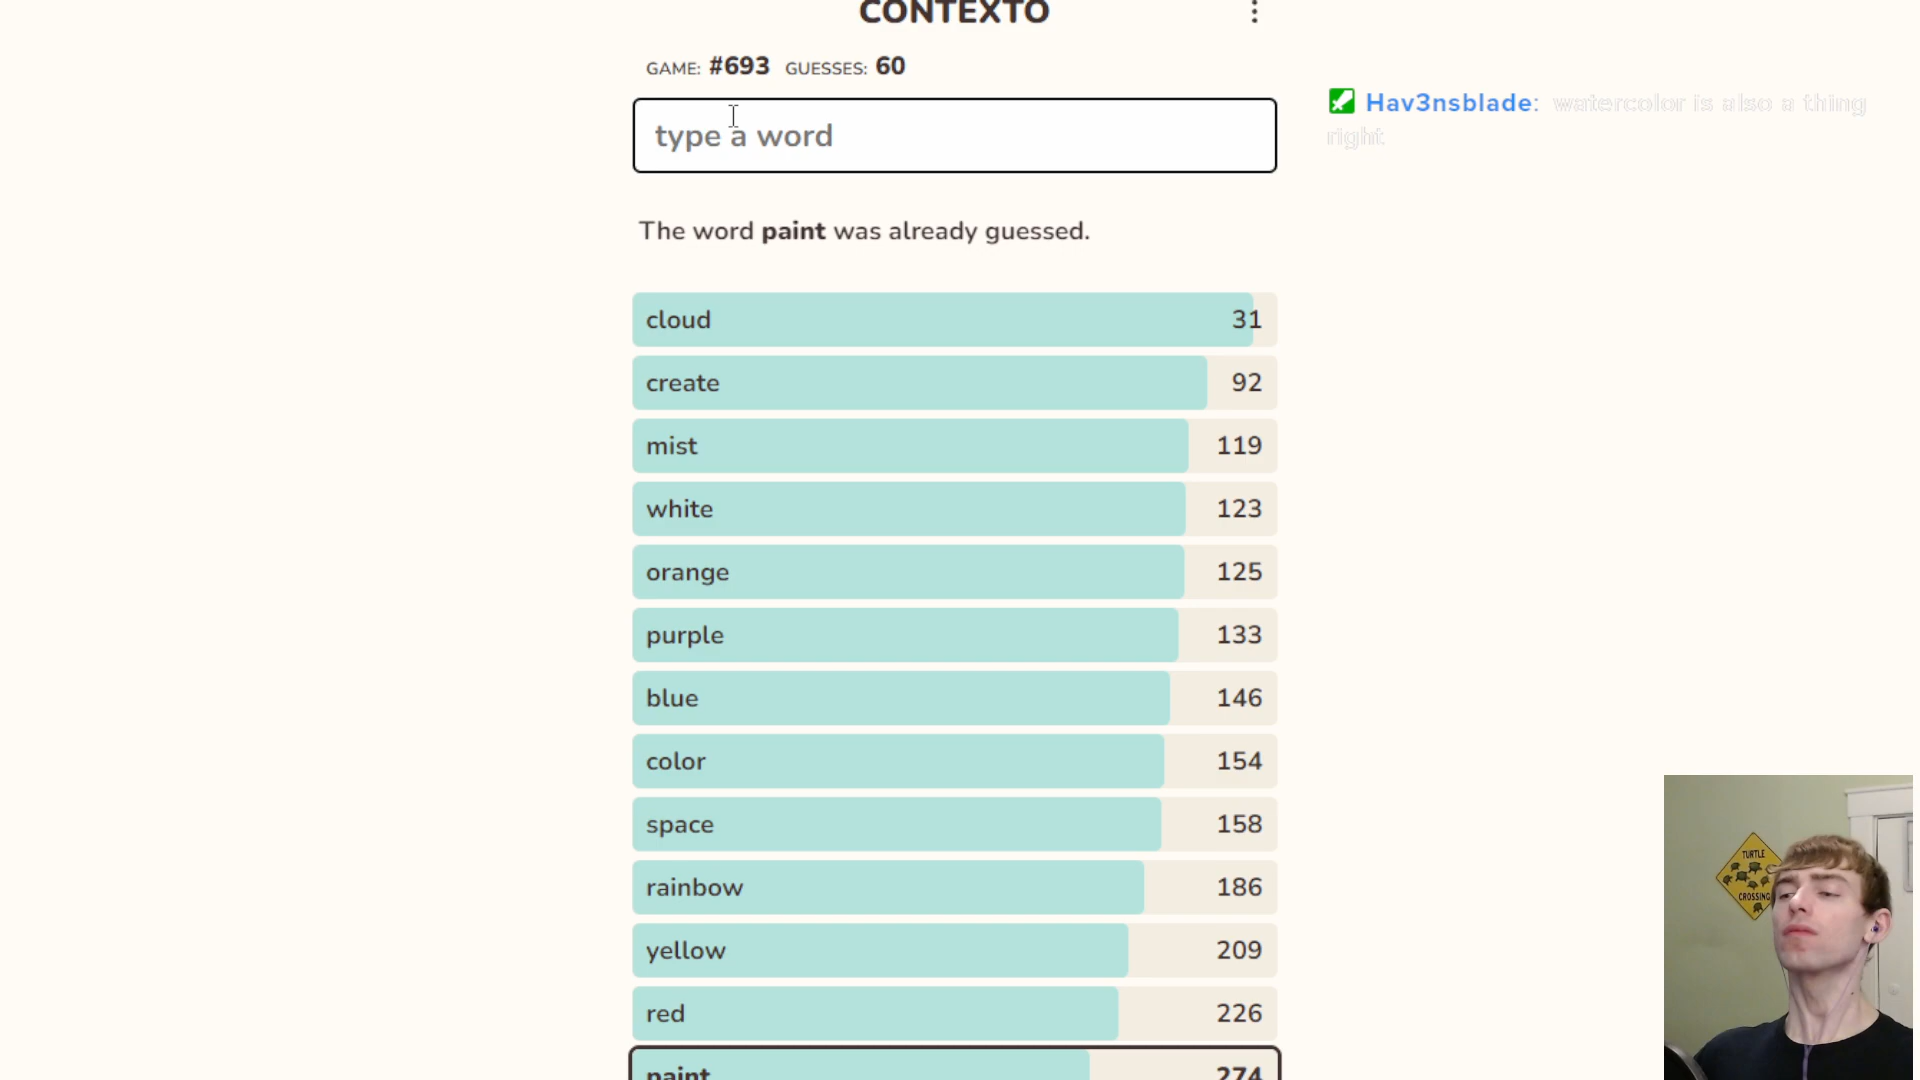 CONTEXTO
GAME: #693 GUESSES: 60
type a word
Hav3nsblade: watercolor is also a thing
right
The word paint was already guessed.
cloud 31
create 92
mist 119
white 123
orange 125
purple 133
blue 146
color 154
space 158
rainbow 186
yellow 209
red 226
paint 274
TURTLE
CROSSING